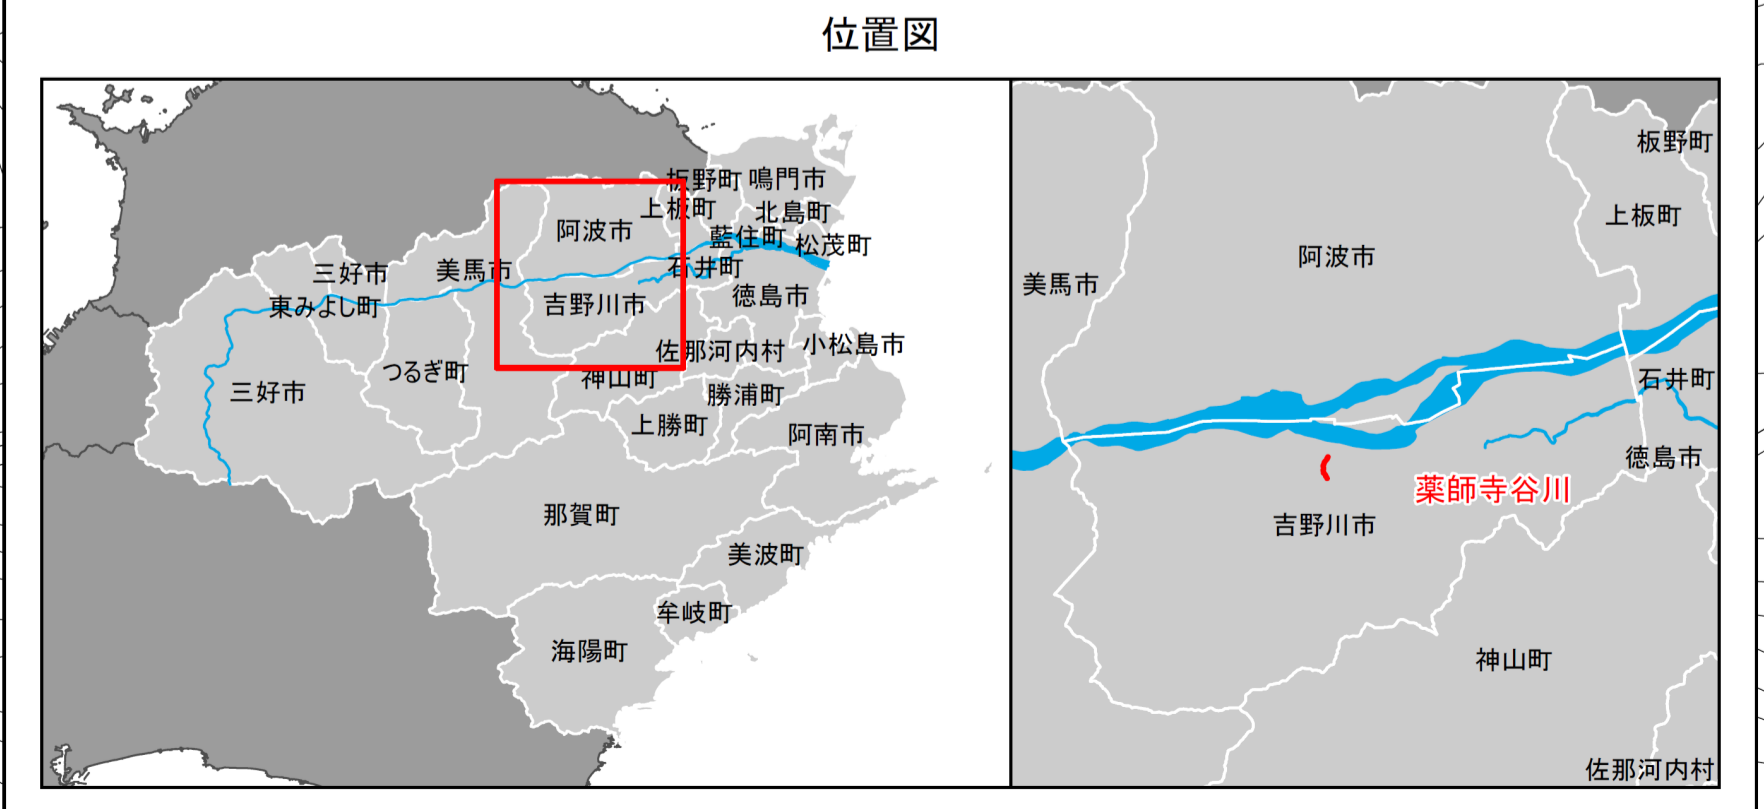 位置図
板野町
鳴門市
上板町
北島町
阿波市
藍住町
松茂町
三好市
美馬市
石井町
東みよし町
吉野川市
徳島市
佐那河内村
小松島市
つるぎ町
神山町
三好市
勝浦町
上勝町
阿南市
那賀町
美波町
牟岐町
海陽町
板野町
上板町
阿波市
美馬市
石井町
徳島市
薬師寺谷川
吉野川市
神山町
佐那河内村